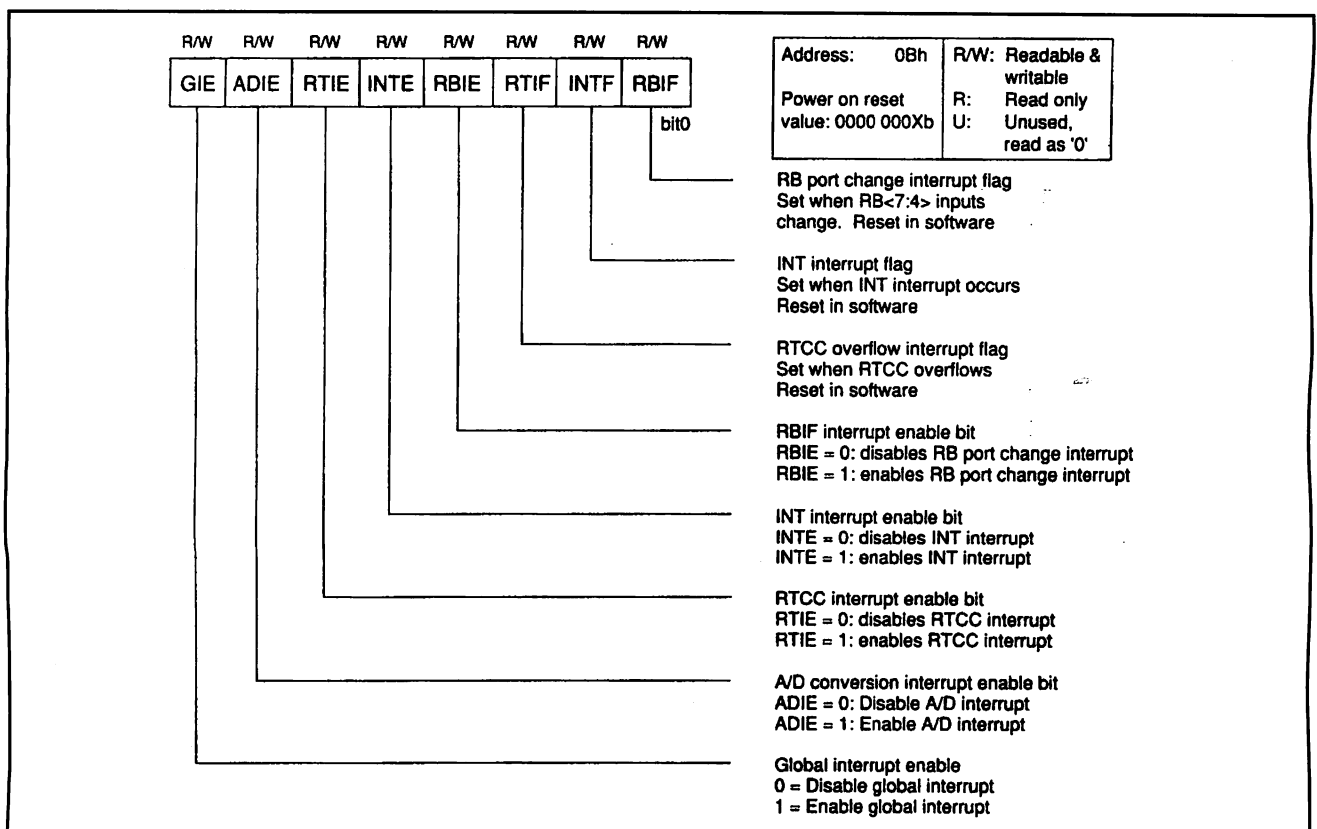 R/W R/W R/W R/W R/W R/W R/W R/W
GIE ADIE RTIE INTE RBIE RTIF INTF RBIF
bit0
Address: 0Bh
Power on reset
value: 0000 000Xb
R/W: Readable &
writable
R: Read only
U: Unused,
read as '0'
RB port change interrupt flag
Set when RB<7:4> inputs
change. Reset in software
INT interrupt flag
Set when INT interrupt occurs
Reset in software
RTCC overflow interrupt flag
Set when RTCC overflows
Reset in software
RBIF interrupt enable bit
RBIE = 0: disables RB port change interrupt
RBIE = 1: enables RB port change interrupt
INT interrupt enable bit
INTE = 0: disables INT interrupt
INTE = 1: enables INT interrupt
RTCC interrupt enable bit
RTIE = 0: disables RTCC interrupt
RTIE = 1: enables RTCC interrupt
A/D conversion interrupt enable bit
ADIE = 0: Disable A/D interrupt
ADIE = 1: Enable A/D interrupt
Global interrupt enable
0 = Disable global interrupt
1 = Enable global interrupt